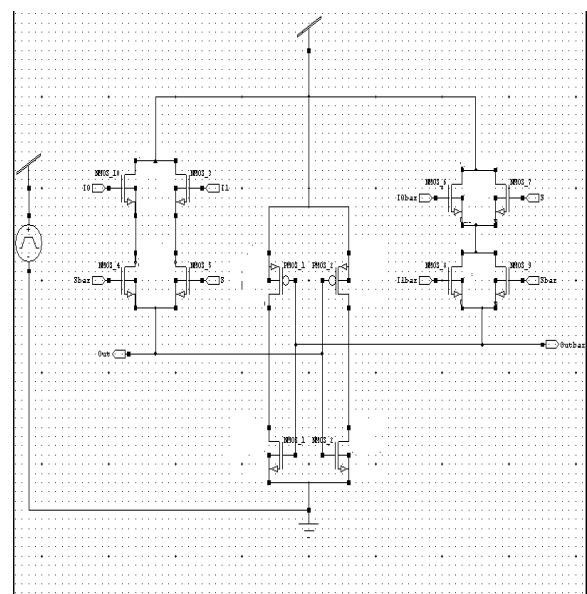 NMOS_10 NMOS_3
I0 I1
NMOS_6 NMOS_7
I0bar S
NMOS_4 NMOS_5
Sbar S
PMOS_1 PMOS_2
NMOS_8 NMOS_9
I1bar Sbar
Out
Outbar
NMOS_1 NMOS_2